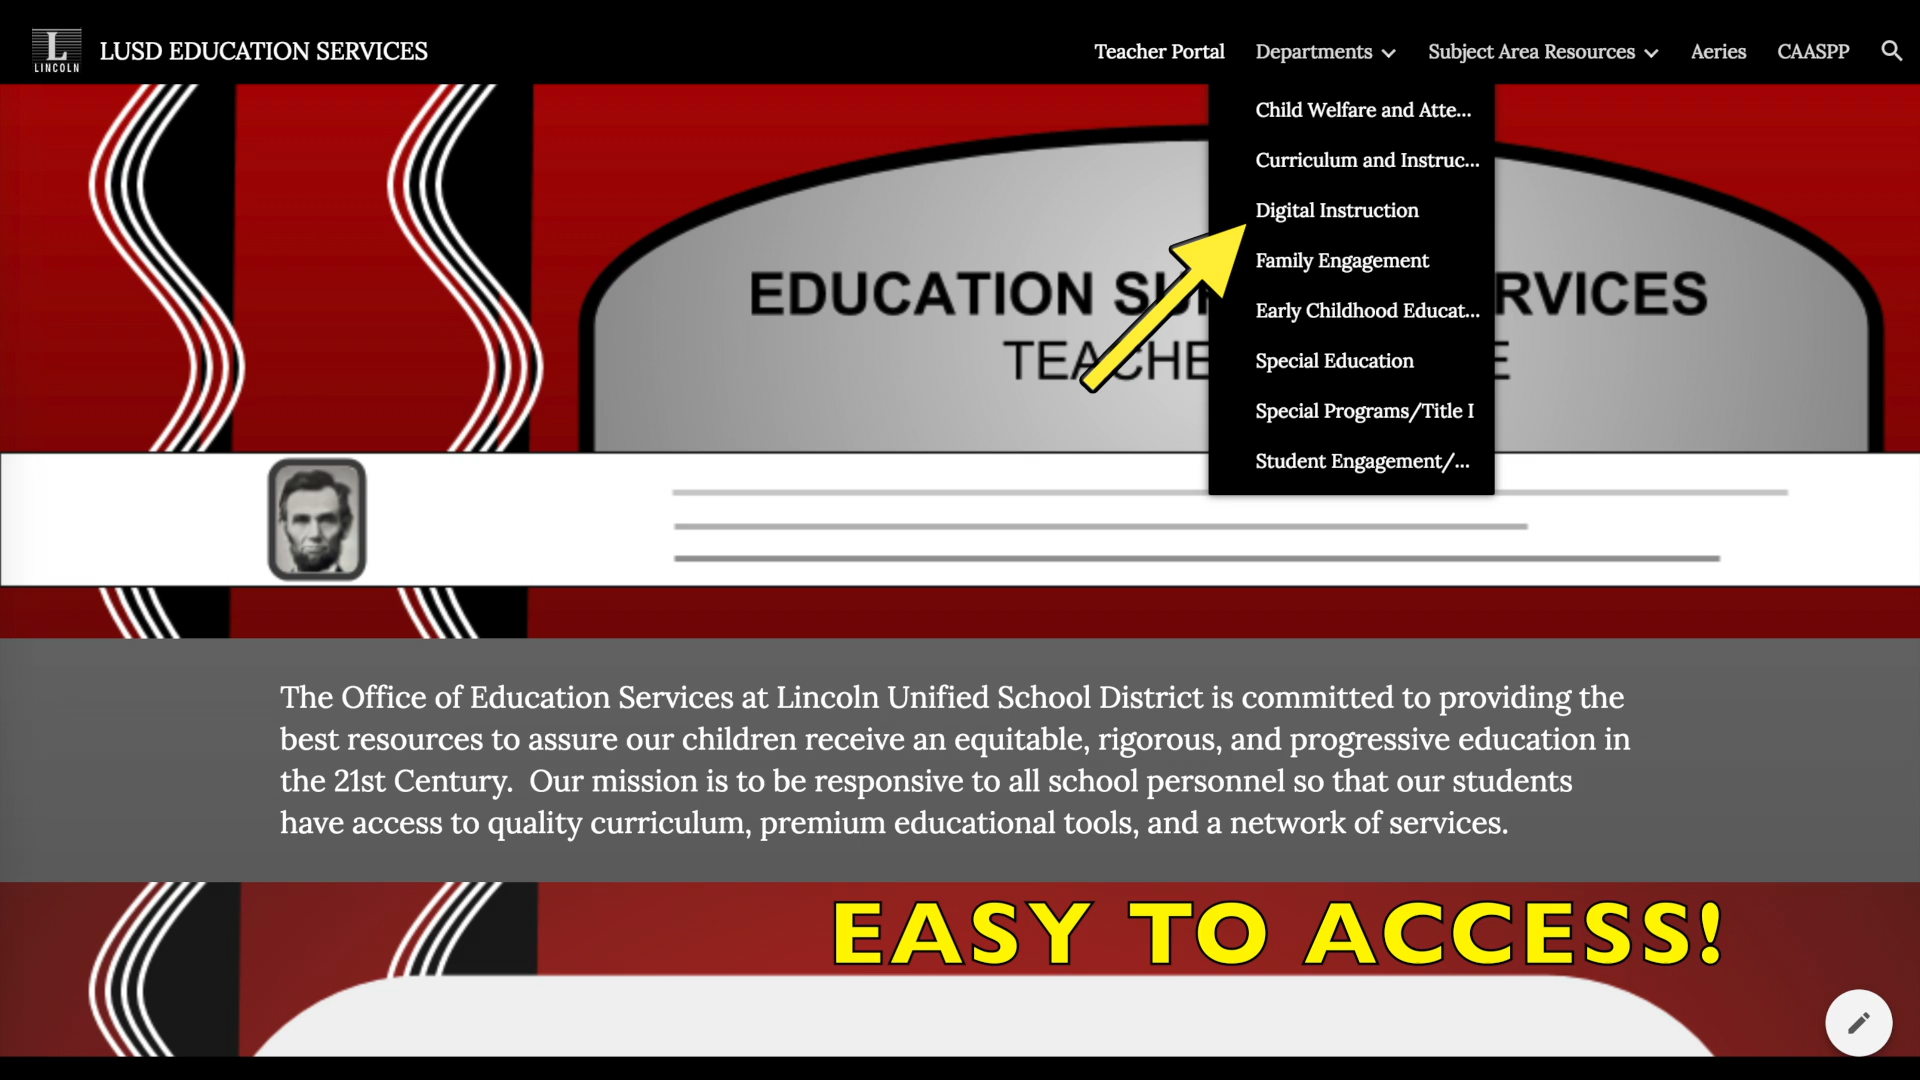 L
LINCOLN
LUSD EDUCATION SERVICES
Teacher Portal
Departments
Subject Area Resources
Aeries
CAASPP
Child Welfare and Atte...
Curriculum and Instruc...
Digital Instruction
Family Engagement
Early Childhood Educat...
Special Education
Special Programs/Title I
Student Engagement/...
EDUCATION SU RVICES
TEACHE E
The Office of Education Services at Lincoln Unified School District is committed to providing the
best resources to assure our children receive an equitable, rigorous, and progressive education in
the 21st Century.  Our mission is to be responsive to all school personnel so that our students
have access to quality curriculum, premium educational tools, and a network of services.
EASY TO ACCESS!